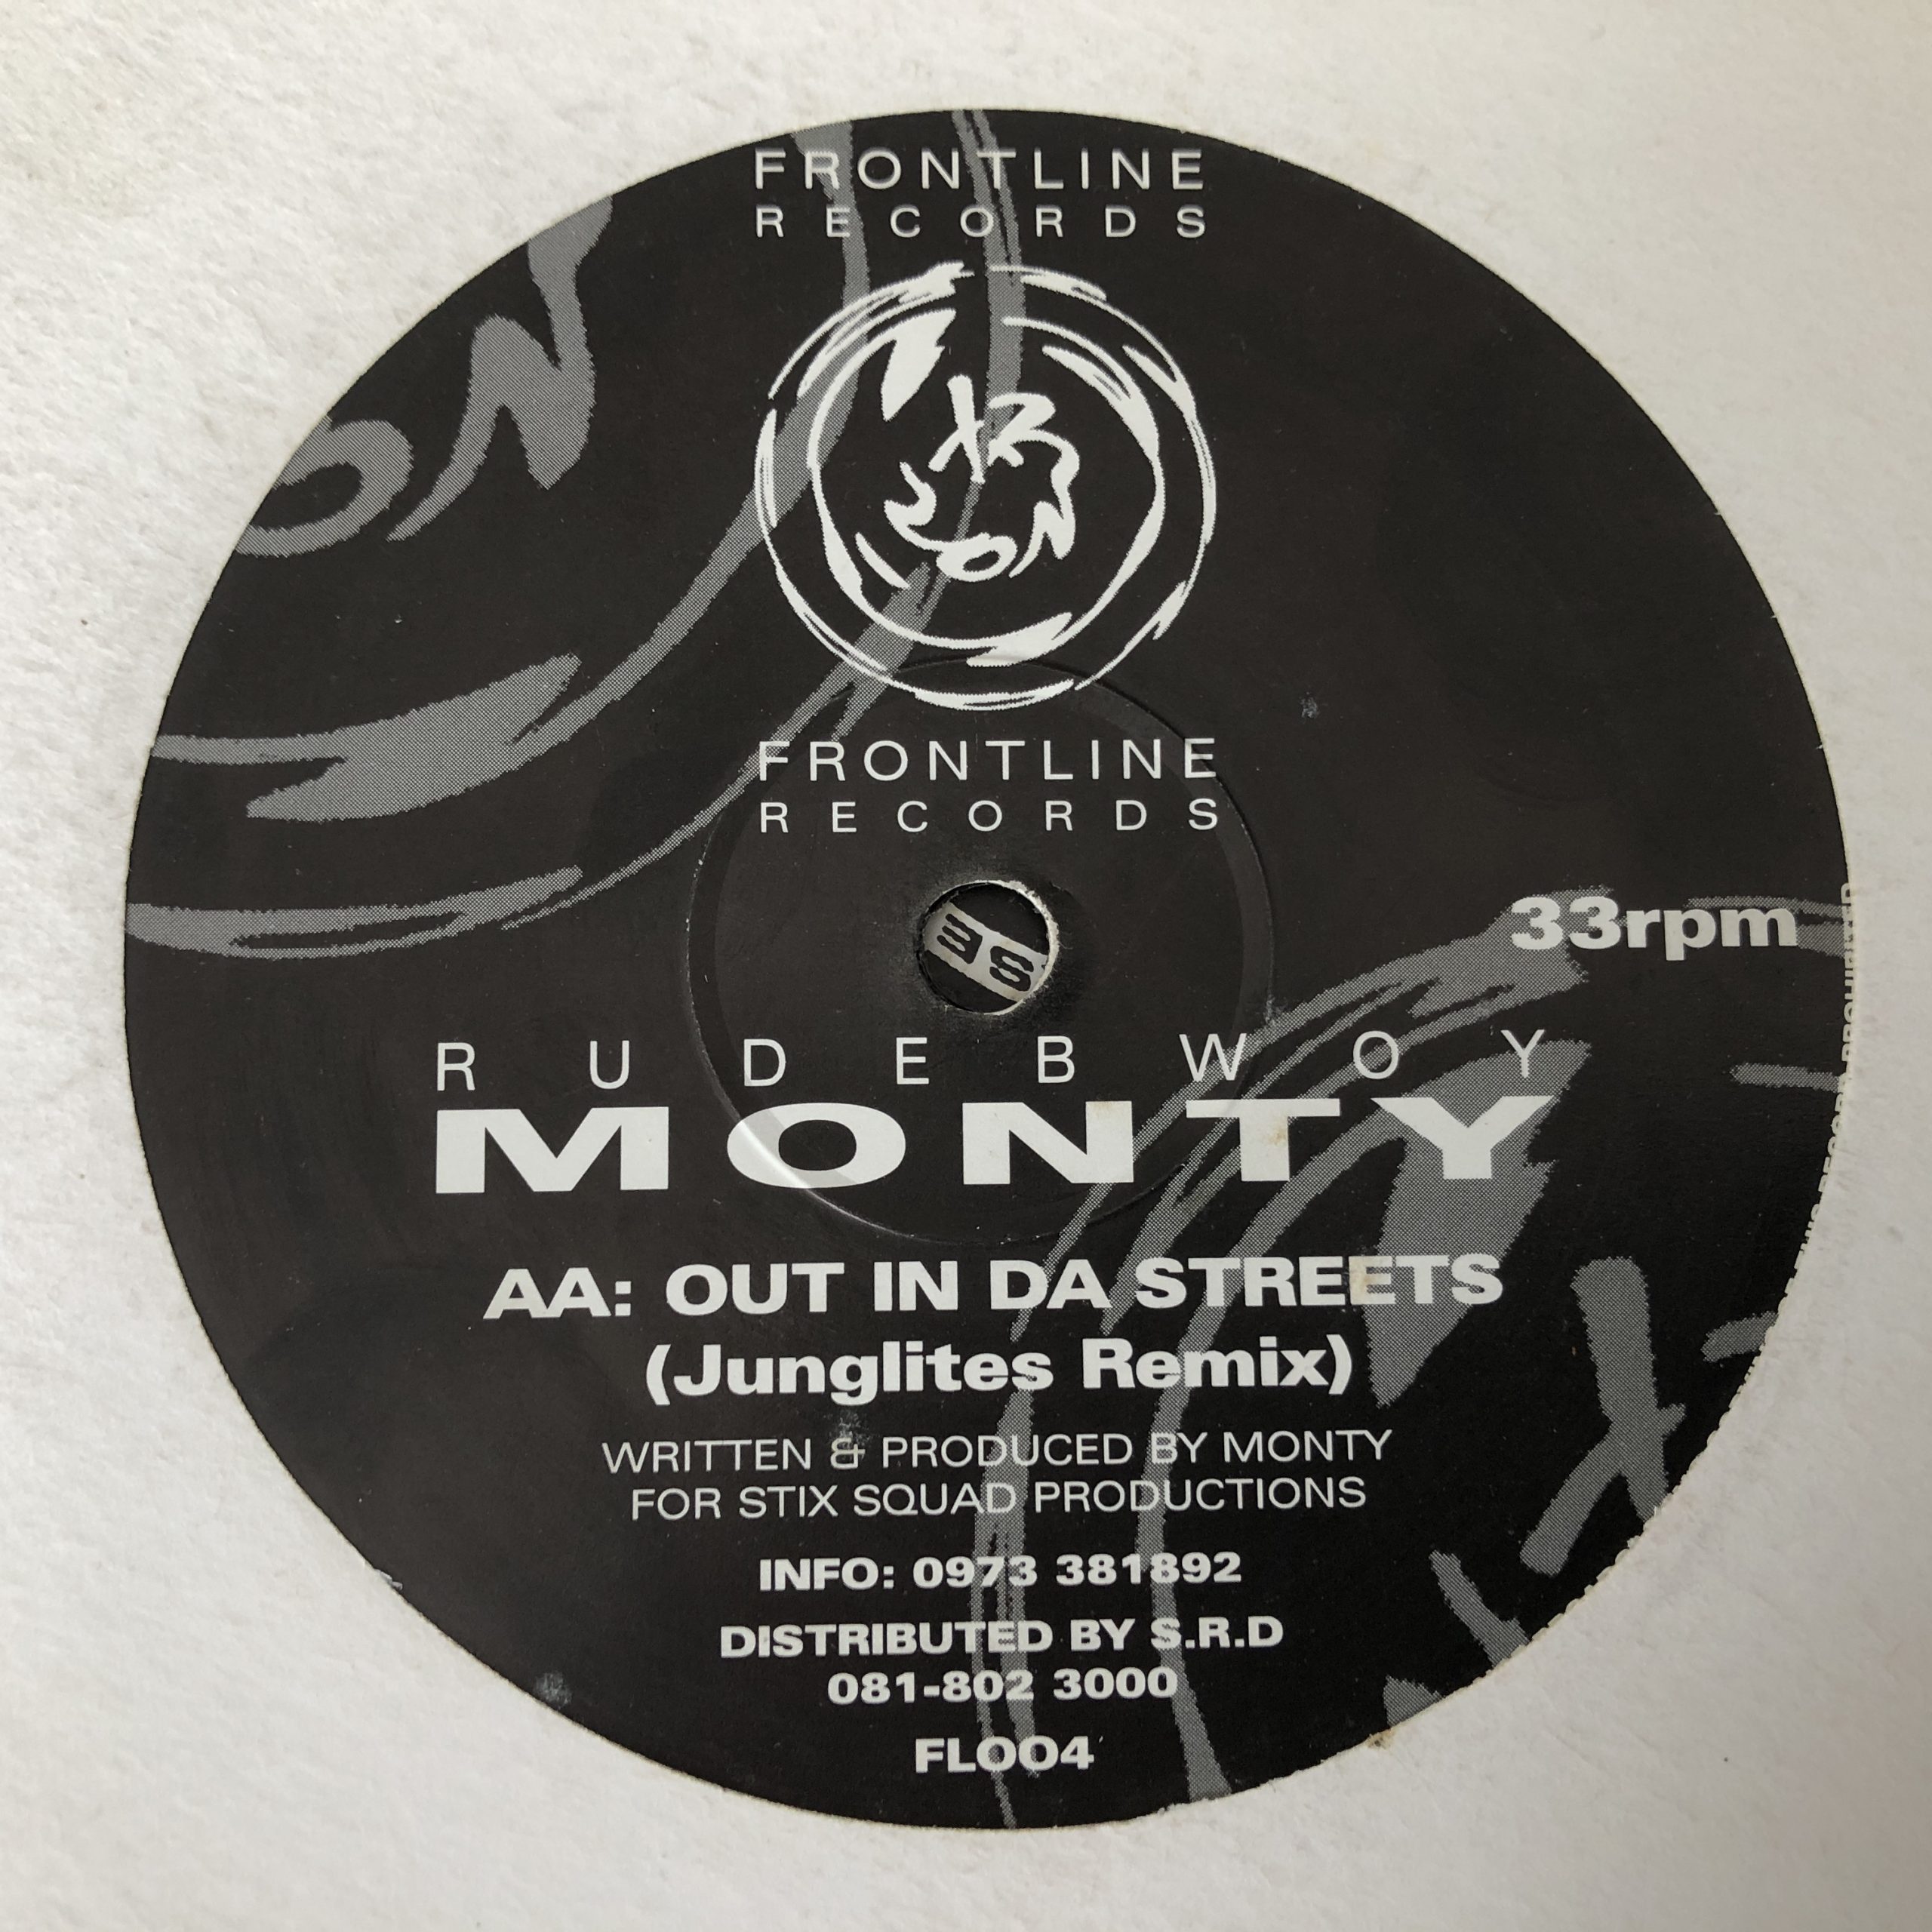 FRONTLINE
RECORDS
FRONTLINE
RECORDS
33rpm
RUDEBWOY
MONTY
AA: OUT IN DA STREETS
(Junglites Remix)
WRITTEN & PRODUCED BY MONTY
FOR STIX SQUAD PRODUCTIONS
INFO: 0973 381892
DISTRIBUTED BY S.R.D
081-802 3000
FL004